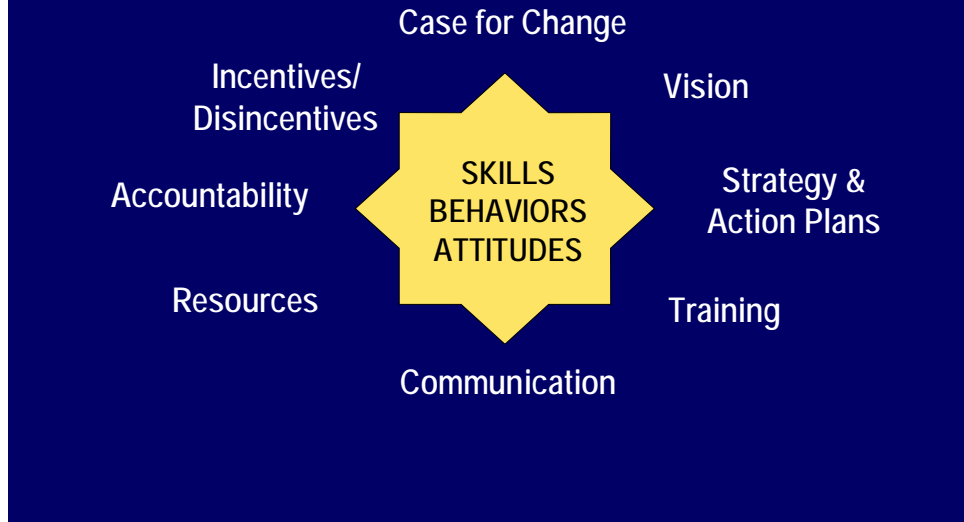 Case for Change
Incentives/
Disincentives
Vision
SKILLS
BEHAVIORS
ATTITUDES
Accountability
Strategy &
Action Plans
Resources
Training
Communication